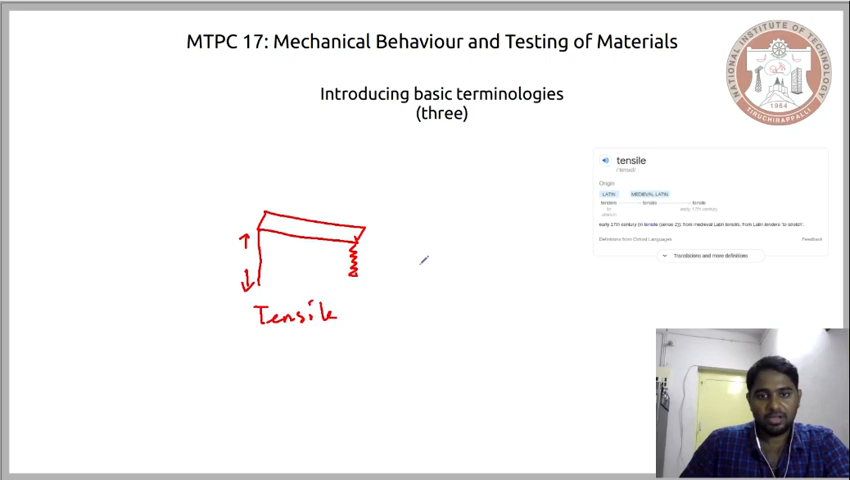 MTPC 17: Mechanical Behaviour and Testing of Materials
Introducing basic terminologies
(three)
NATIONAL INSTITUTE OF TECHNOLOGY
1964
TIRUCHIRAPPALLI
tensile
Origin
LATIN MEDIEVAL LATIN
tendere tensilis tensile
to stretch early 17th century
early 17th century (in tensile (sense 2)): from medieval Latin tensilis, from Latin tendere 'to stretch'.
Definitions from Oxford Languages Feedback
Translations and more definitions
Tensile